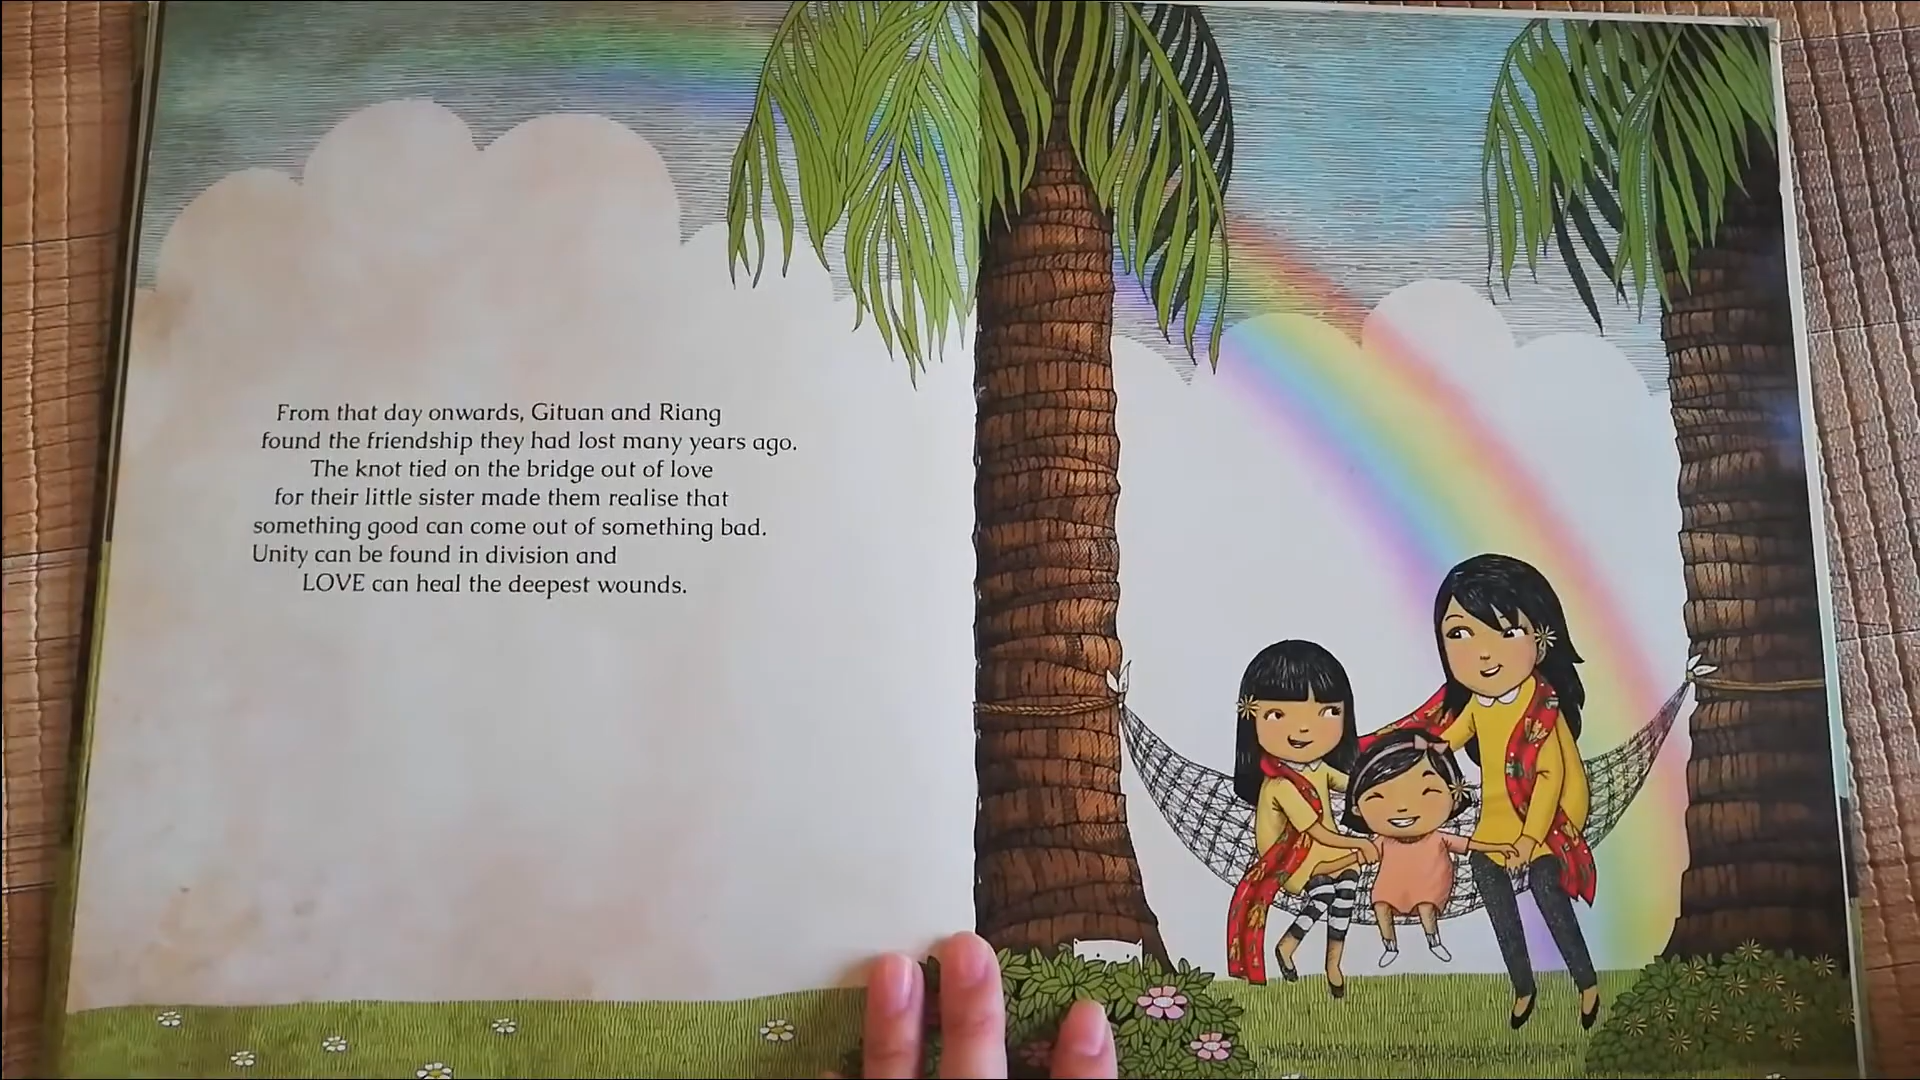 From that day onwards, Gituan and Riang
found the friendship they had lost many years ago.
The knot tied on the bridge out of love
for their little sister made them realise that
something good can come out of something bad.
Unity can be found in division and
LOVE can heal the deepest wounds.